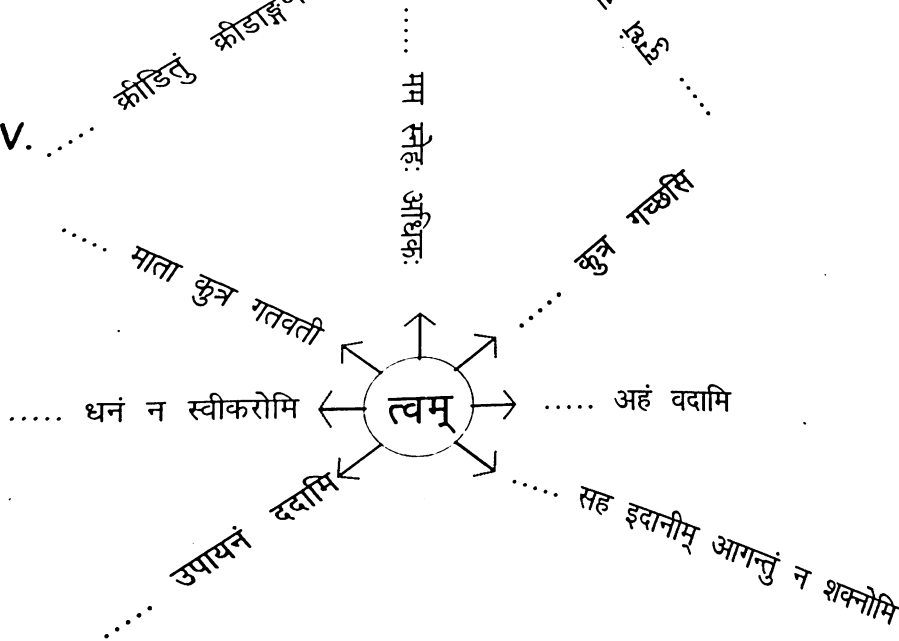 ..... क्रीडितुं
V.
..... मम स्नेहः अधिकः
..... कुत्र गच्छसि
..... माता कुत्र गतवती
त्वम्
..... धनं न स्वीकरोमि
..... अहं वदामि
..... उपायनं ददामि
..... सह इदानीम् आगन्तुं न शक्नोमि